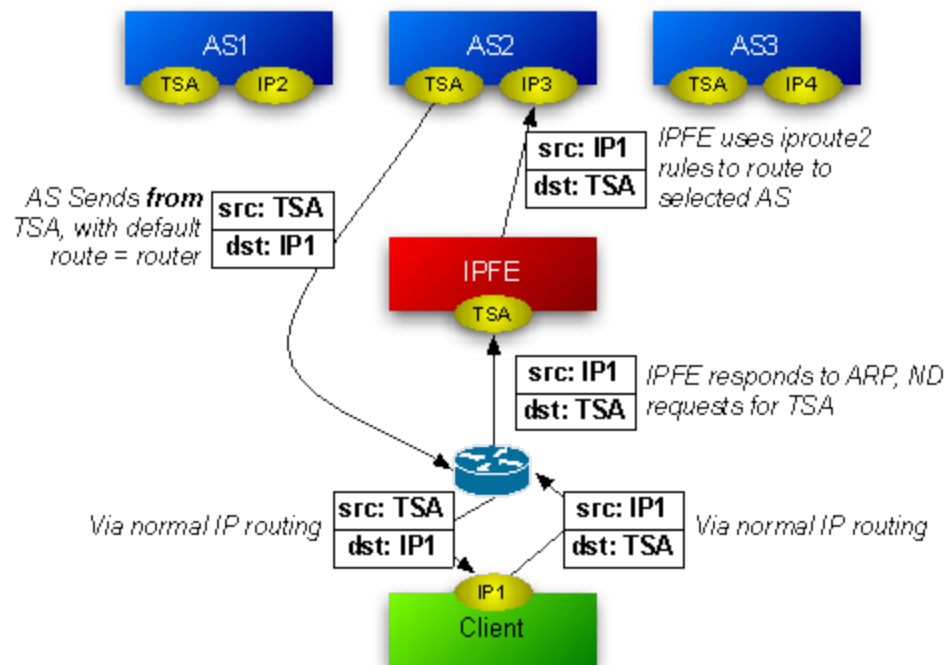 AS1
AS2
AS3
TSA
IP2
TSA
IP3
TSA
IP4
src: IP1
dst: TSA
IPFE uses iproute2
rules to route to
selected AS
AS Sends from
TSA, with default
route = router
src: TSA
dst: IP1
IPFE
TSA
src: IP1
dst: TSA
IPFE responds to ARP, ND
requests for TSA
Via normal IP routing
src: TSA
dst: IP1
src: IP1
dst: TSA
Via normal IP routing
IP1
Client